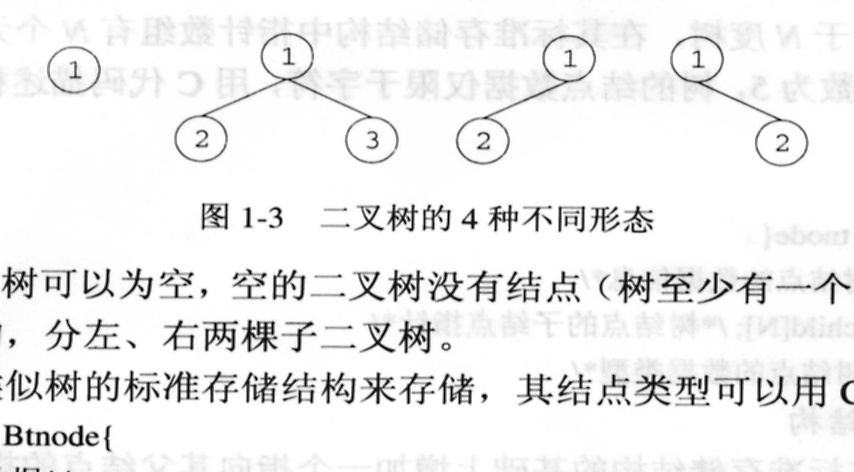 1 1 1 1
2 3 2 2
图 1-3 二叉树的 4 种不同形态
树可以为空，空的二叉树没有结点（树至少有一个
，分左、右两棵子二叉树。
似树的标准存储结构来存储，其结点类型可以用 C
Btnode{